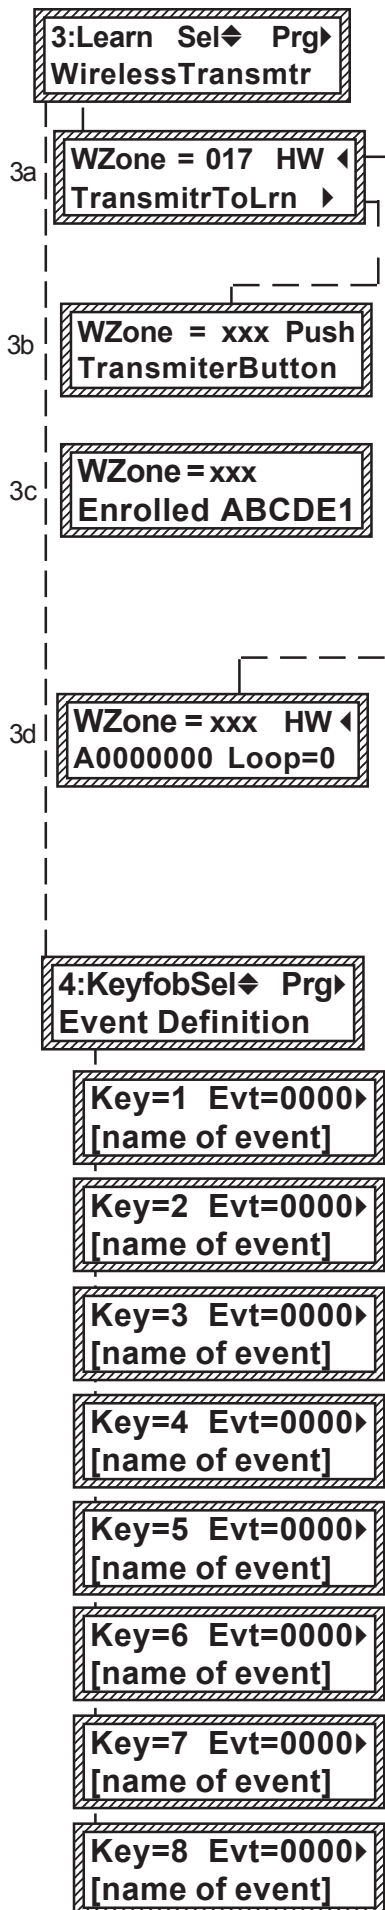 3:Learn Sel◆ Prg▶
WirelessTransmtr
3a
WZone = 017 HW ◀
TransmitrToLrn ▶
3b
WZone = xxx Push
TransmiterButton
3c
WZone = xxx
Enrolled ABCDE1
3d
WZone = xxx HW ◀
A0000000 Loop=0
4:KeyfobSel◆ Prg▶
Event Definition
Key=1 Evt=0000▶
[name of event]
Key=2 Evt=0000▶
[name of event]
Key=3 Evt=0000▶
[name of event]
Key=4 Evt=0000▶
[name of event]
Key=5 Evt=0000▶
[name of event]
Key=6 Evt=0000▶
[name of event]
Key=7 Evt=0000▶
[name of event]
Key=8 Evt=0000▶
[name of event]